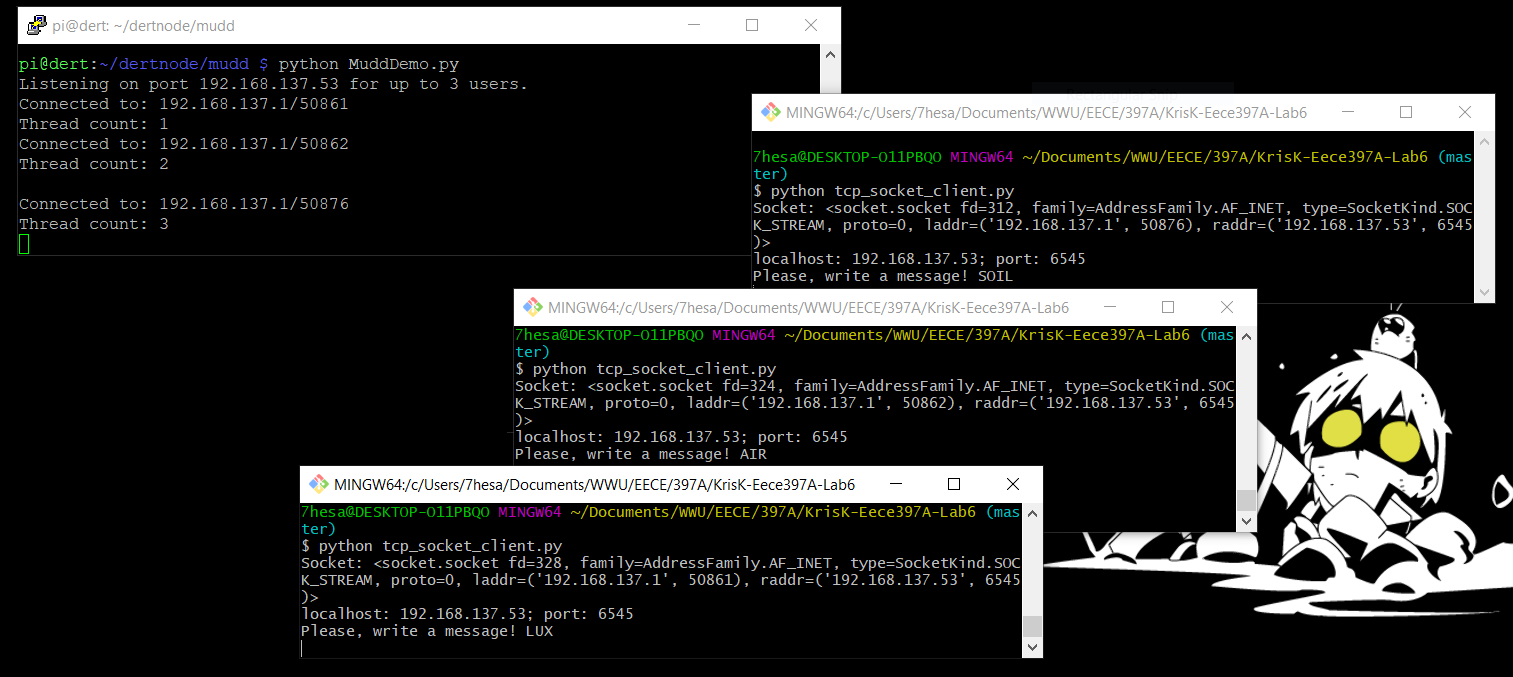 pi@dert: ~/dertnode/mudd
pi@dert:~/dertnode/mudd $ python MuddDemo.py
Listening on port 192.168.137.53 for up to 3 users.
Connected to: 192.168.137.1/50861
Thread count: 1
Connected to: 192.168.137.1/50862
Thread count: 2
Connected to: 192.168.137.1/50876
Thread count: 3
MINGW64:/c/Users/7hesa/Documents/WWU/EECE/397A/KrisK-Eece397A-Lab6
7hesa@DESKTOP-O11PBQO MINGW64 ~/Documents/WWU/EECE/397A/KrisK-Eece397A-Lab6 (mas
ter)
$ python tcp_socket_client.py
Socket: <socket.socket fd=312, family=AddressFamily.AF_INET, type=SocketKind.SOC
K_STREAM, proto=0, laddr=('192.168.137.1', 50876), raddr=('192.168.137.53', 6545
)>
localhost: 192.168.137.53; port: 6545
Please, write a message! SOIL
MINGW64:/c/Users/7hesa/Documents/WWU/EECE/397A/KrisK-Eece397A-Lab6
7hesa@DESKTOP-O11PBQO MINGW64 ~/Documents/WWU/EECE/397A/KrisK-Eece397A-Lab6 (mas
ter)
$ python tcp_socket_client.py
Socket: <socket.socket fd=324, family=AddressFamily.AF_INET, type=SocketKind.SOC
K_STREAM, proto=0, laddr=('192.168.137.1', 50862), raddr=('192.168.137.53', 6545
)>
localhost: 192.168.137.53; port: 6545
Please, write a message! AIR
MINGW64:/c/Users/7hesa/Documents/WWU/EECE/397A/KrisK-Eece397A-Lab6
7hesa@DESKTOP-O11PBQO MINGW64 ~/Documents/WWU/EECE/397A/KrisK-Eece397A-Lab6 (mas
ter)
$ python tcp_socket_client.py
Socket: <socket.socket fd=328, family=AddressFamily.AF_INET, type=SocketKind.SOC
K_STREAM, proto=0, laddr=('192.168.137.1', 50861), raddr=('192.168.137.53', 6545
)>
localhost: 192.168.137.53; port: 6545
Please, write a message! LUX